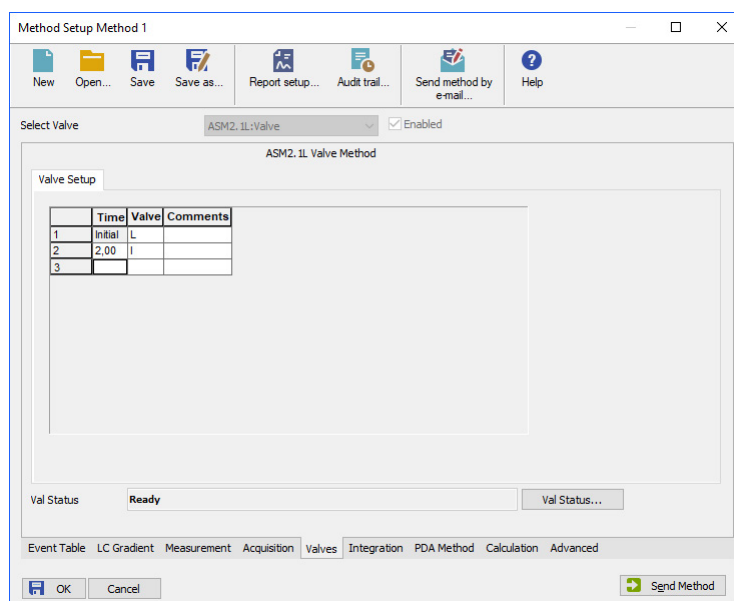 Method Setup Method 1
New Open... Save Save as... Report setup... Audit trail... Send method by e-mail... Help
Select Valve ASM2.1L:Valve Enabled
ASM2.1L Valve Method
Valve Setup
Time Valve Comments
1 Initial L
2 2,00 I
3
Val Status Ready Val Status...
Event Table LC Gradient Measurement Acquisition Valves Integration PDA Method Calculation Advanced
OK Cancel Send Method